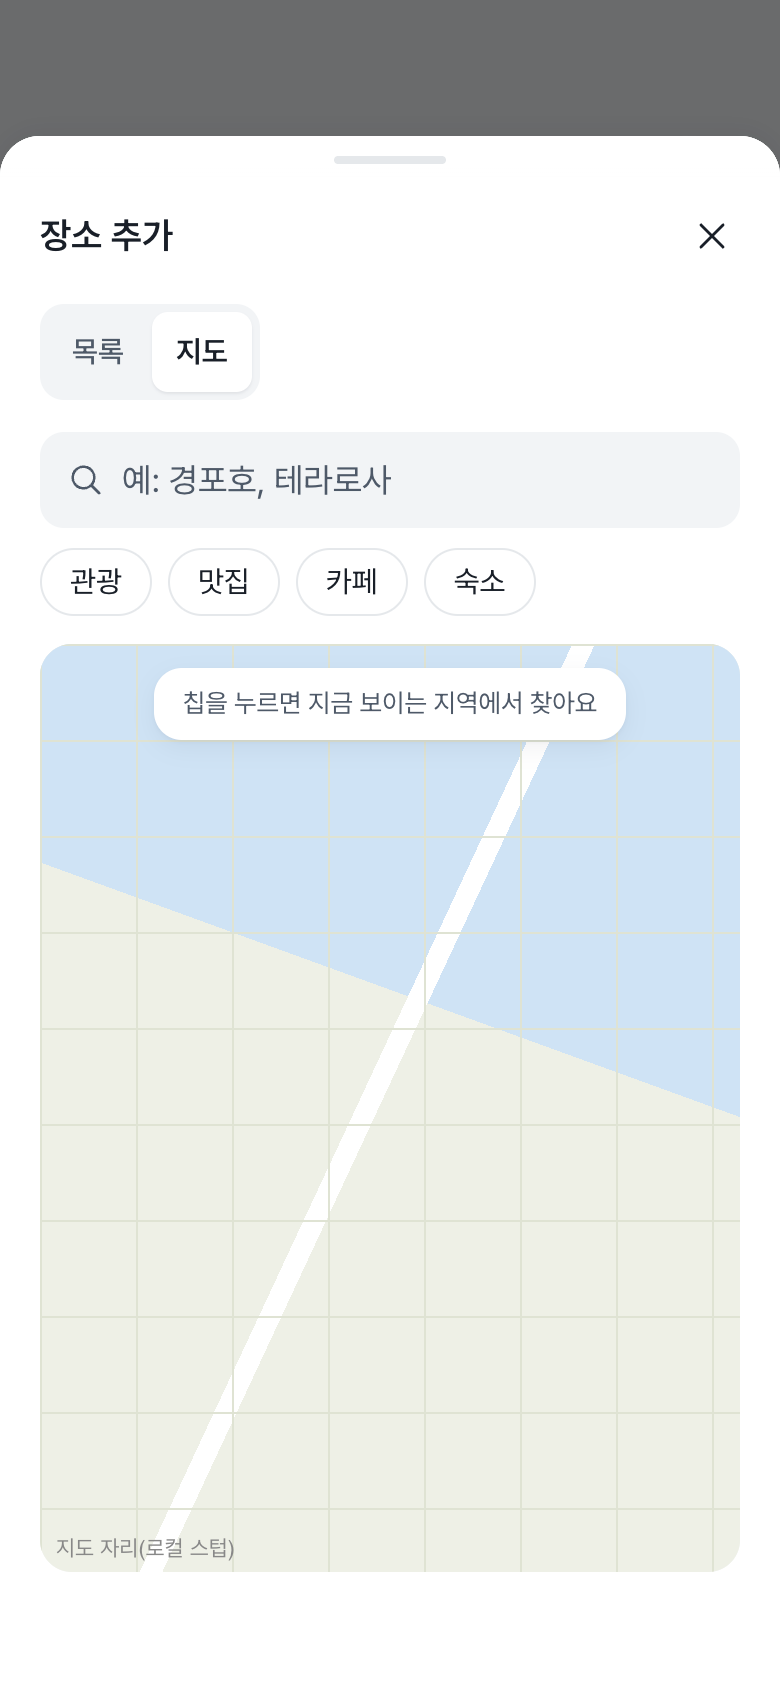 장소 추가
목록 지도
예: 경포호, 테라로사
관광 맛집 카페 숙소
칩을 누르면 지금 보이는 지역에서 찾아요
지도 자리(로컬 스텁)